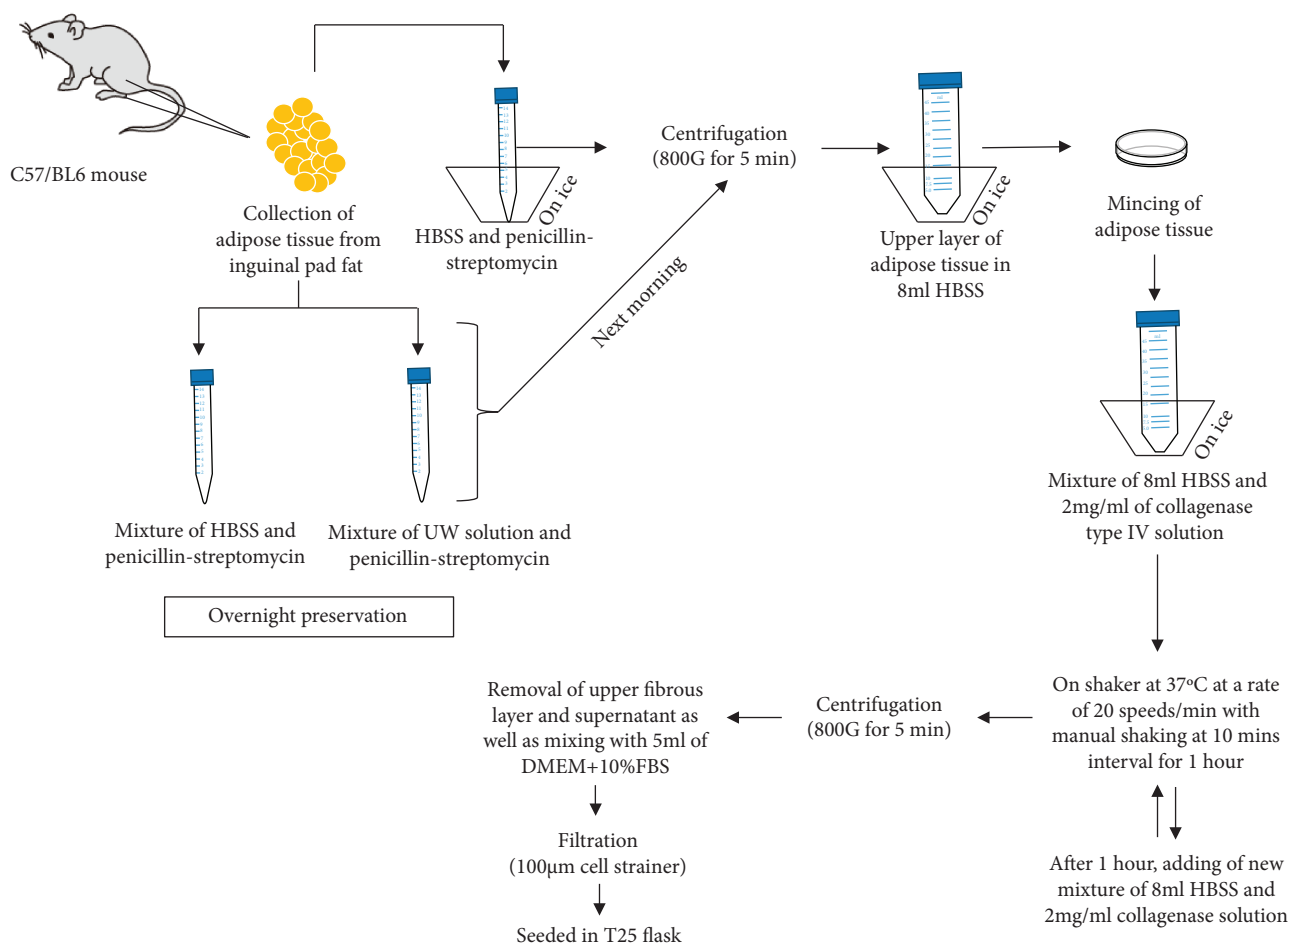 C57/BL6 mouse
Collection of
adipose tissue from
inguinal pad fat
On ice
HBSS and penicillin-
streptomycin
Centrifugation
(800G for 5 min)
On ice
Upper layer of
adipose tissue in
8ml HBSS
Mincing of
adipose tissue
Next morning
Mixture of HBSS and
penicillin-streptomycin
Mixture of UW solution and
penicillin-streptomycin
Overnight preservation
On ice
Mixture of 8ml HBSS and
2mg/ml of collagenase
type IV solution
On shaker at 37ºC at a rate
of 20 speeds/min with
manual shaking at 10 mins
interval for 1 hour
After 1 hour, adding of new
mixture of 8ml HBSS and
2mg/ml collagenase solution
Centrifugation
(800G for 5 min)
Removal of upper fibrous
layer and supernatant as
well as mixing with 5ml of
DMEM+10%FBS
Filtration
(100µm cell strainer)
Seeded in T25 flask